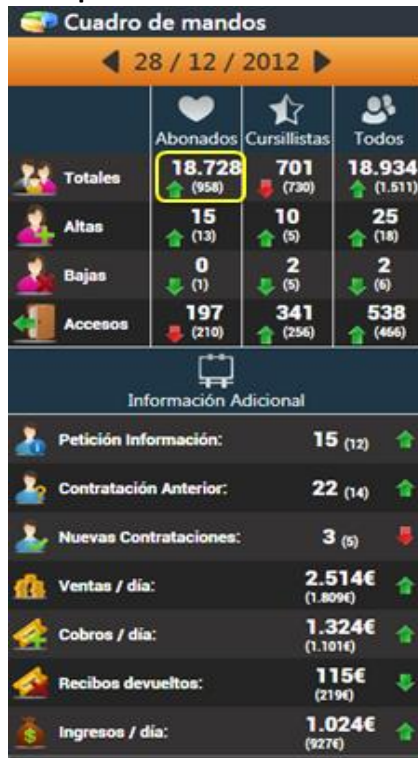 Cuadro de mandos
28 / 12 / 2012
Abonados Cursillistas Todos
Totales 18.728 (958) 701 (730) 18.934 (1.511)
Altas 15 (13) 10 (5) 25 (18)
Bajas 0 (1) 2 (5) 2 (6)
Accesos 197 (210) 341 (256) 538 (466)
Información Adicional
Petición Información: 15 (12)
Contratación Anterior: 22 (14)
Nuevas Contrataciones: 3 (5)
Ventas / día: 2.514€ (1.809€)
Cobros / día: 1.324€ (1.101€)
Recibos devueltos: 115€ (219€)
Ingresos / día: 1.024€ (927€)